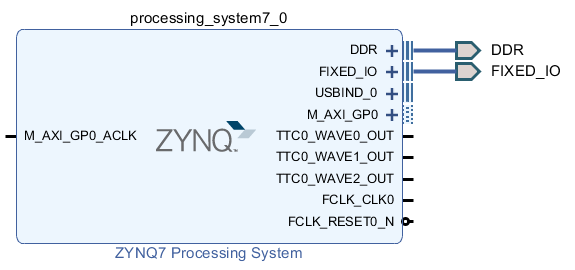 processing_system7_0
DDR
DDR
FIXED_IO
FIXED_IO
USBIND_0
M_AXI_GP0
M_AXI_GP0_ACLK
ZYNQ
TTC0_WAVE0_OUT
TTC0_WAVE1_OUT
TTC0_WAVE2_OUT
FCLK_CLK0
FCLK_RESET0_N
ZYNQ7 Processing System